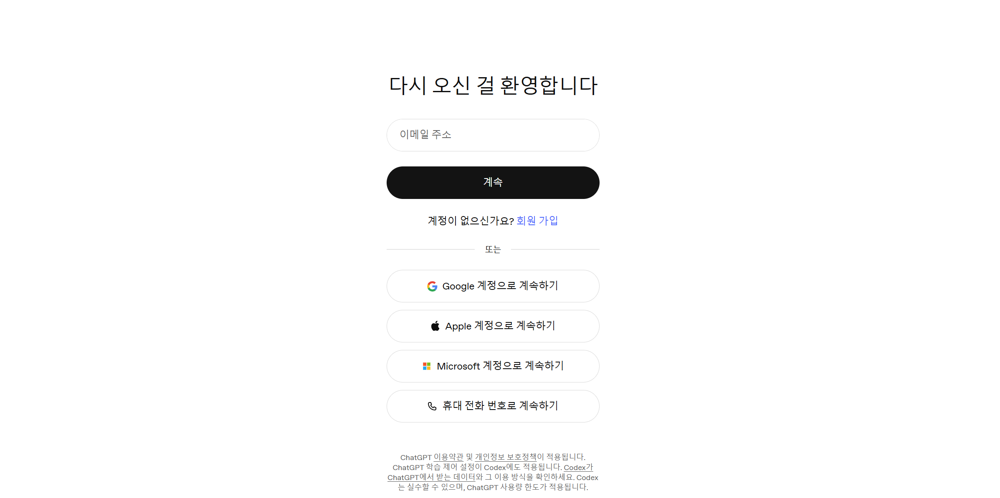 다시 오신 걸 환영합니다
이메일 주소
계속
계정이 없으신가요? 회원 가입
또는
Google 계정으로 계속하기
Apple 계정으로 계속하기
Microsoft 계정으로 계속하기
휴대 전화 번호로 계속하기
ChatGPT 이용약관 및 개인정보 보호정책이 적용됩니다.
ChatGPT 학습 제어 설정이 Codex에도 적용됩니다. Codex가
ChatGPT에서 받는 데이터와 그 이용 방식을 확인하세요. Codex
는 실수할 수 있으며, ChatGPT 사용량 한도가 적용됩니다.